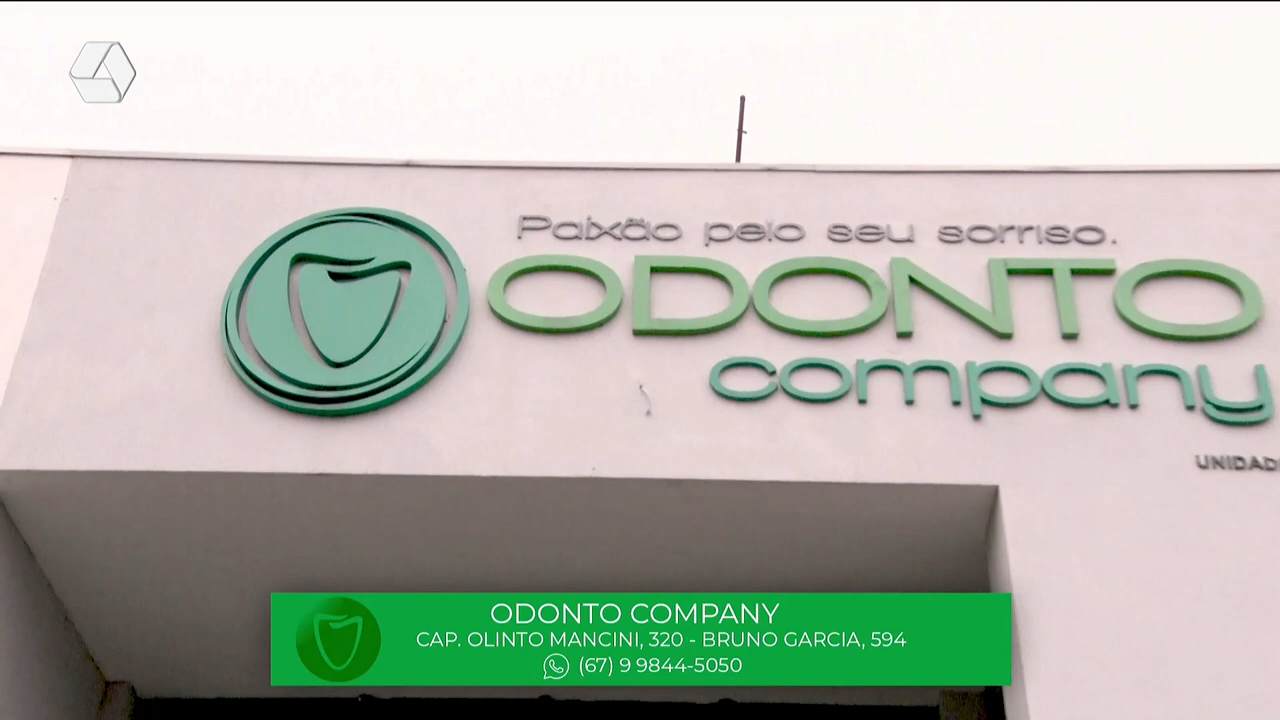 Paixão pelo seu sorriso.
ODONTO
company
UNIDAD
ODONTO COMPANY
CAP. OLINTO MANCINI, 320 - BRUNO GARCIA, 594
(67) 9 9844-5050